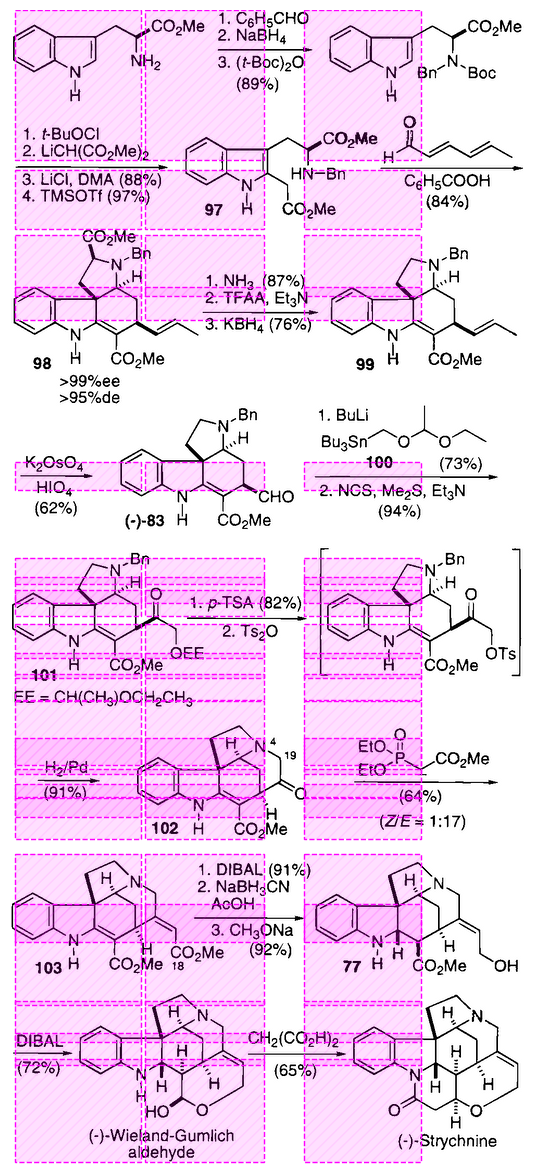 CO₂Me
NH₂
N
H
1. C₆H₅CHO
2. NaBH₄
3. (t-Boc)₂O
(89%)
CO₂Me
N
Bn
Boc
N
H
1. t-BuOCl
2. LiCH(CO₂Me)₂
3. LiCl, DMA (88%)
4. TMSOTf (97%)
CO₂Me
HN
Bn
N
H
CO₂Me
97
O
H
C₆H₅COOH
(84%)
CO₂Me
N
Bn
H
N
H
CO₂Me
98
>99%ee
>95%de
1. NH₃ (87%)
2. TFAA, Et₃N
3. KBH₄ (76%)
N
Bn
H
N
H
CO₂Me
99
K₂OsO₄
HIO₄
(62%)
N
Bn
H
N
H
CHO
CO₂Me
(-)-83
1. BuLi
Bu₃Sn
O
O
100
(73%)
2. NCS, Me₂S, Et₃N
(94%)
N
Bn
H
O
N
H
OEE
CO₂Me
101
EE = CH(CH₃)OCH₂CH₃
1. p-TSA (82%)
2. Ts₂O
N
Bn
H
O
N
H
OTs
CO₂Me
H₂/Pd
(91%)
H
N
4
19
O
N
H
H
CO₂Me
102
EtO
EtO
O
P
CO₂Me
(64%)
(Z/E = 1:17)
H
N
N
H
H
CO₂Me
CO₂Me
18
103
1. DIBAL (91%)
2. NaBH₃CN
AcOH
3. CH₃ONa
(92%)
N
H
H
N
H
H
CO₂Me
OH
77
DIBAL
(72%)
N
H
H
N
H
H
H
HO
O
(-)-Wieland-Gumlich
aldehyde
CH₂(CO₂H)₂
(65%)
N
H
H
N
H
H
O
H
O
(-)-Strychnine